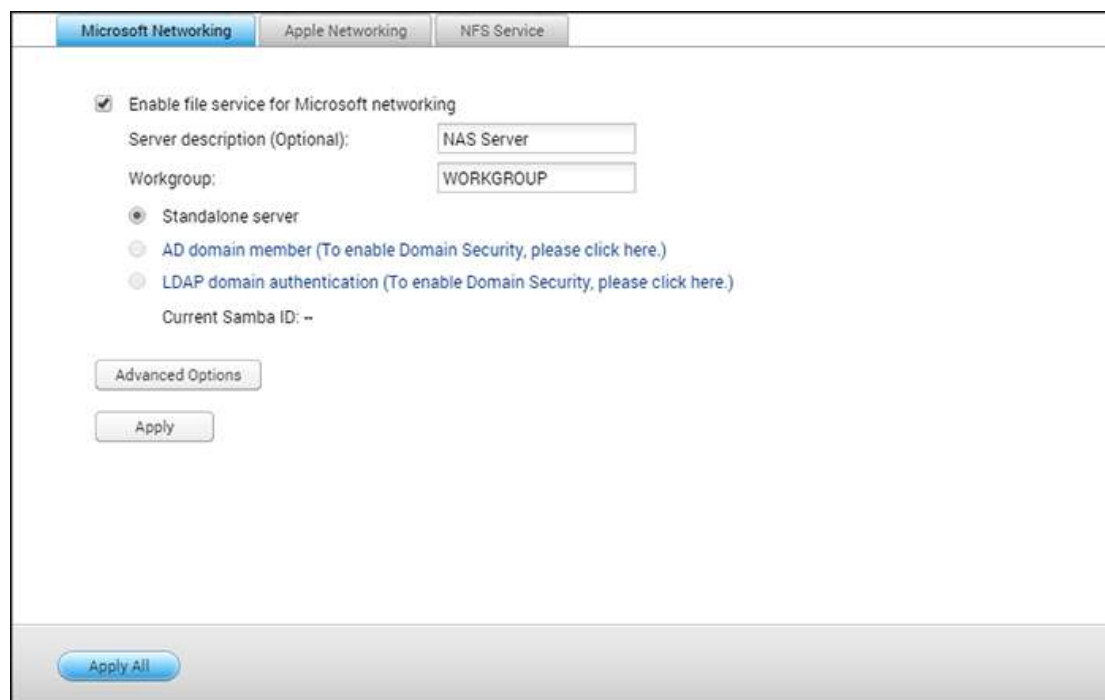 Microsoft Networking Apple Networking NFS Service
Enable file service for Microsoft networking
Server description (Optional): NAS Server
Workgroup: WORKGROUP
Standalone server
AD domain member (To enable Domain Security, please click here.)
LDAP domain authentication (To enable Domain Security, please click here.)
Current Samba ID: --
Advanced Options
Apply
Apply All